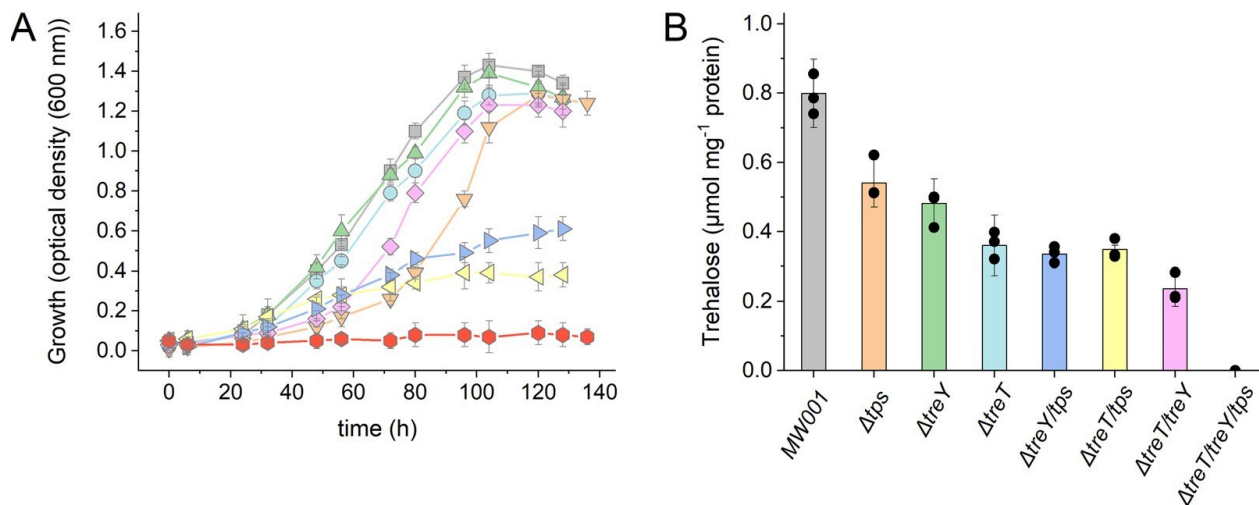 A
Growth (optical density (600 nm))
1.6
1.4
1.2
1.0
0.8
0.6
0.4
0.2
0.0
0 20 40 60 80 100 120 140
time (h)
B
Trehalose (µmol mg⁻¹ protein)
1.0
0.8
0.6
0.4
0.2
0.0
MW001
Δtps
ΔtreY
ΔtreT
ΔtreY/tps
ΔtreT/tps
ΔtreT/treY
ΔtreT/treY/tps